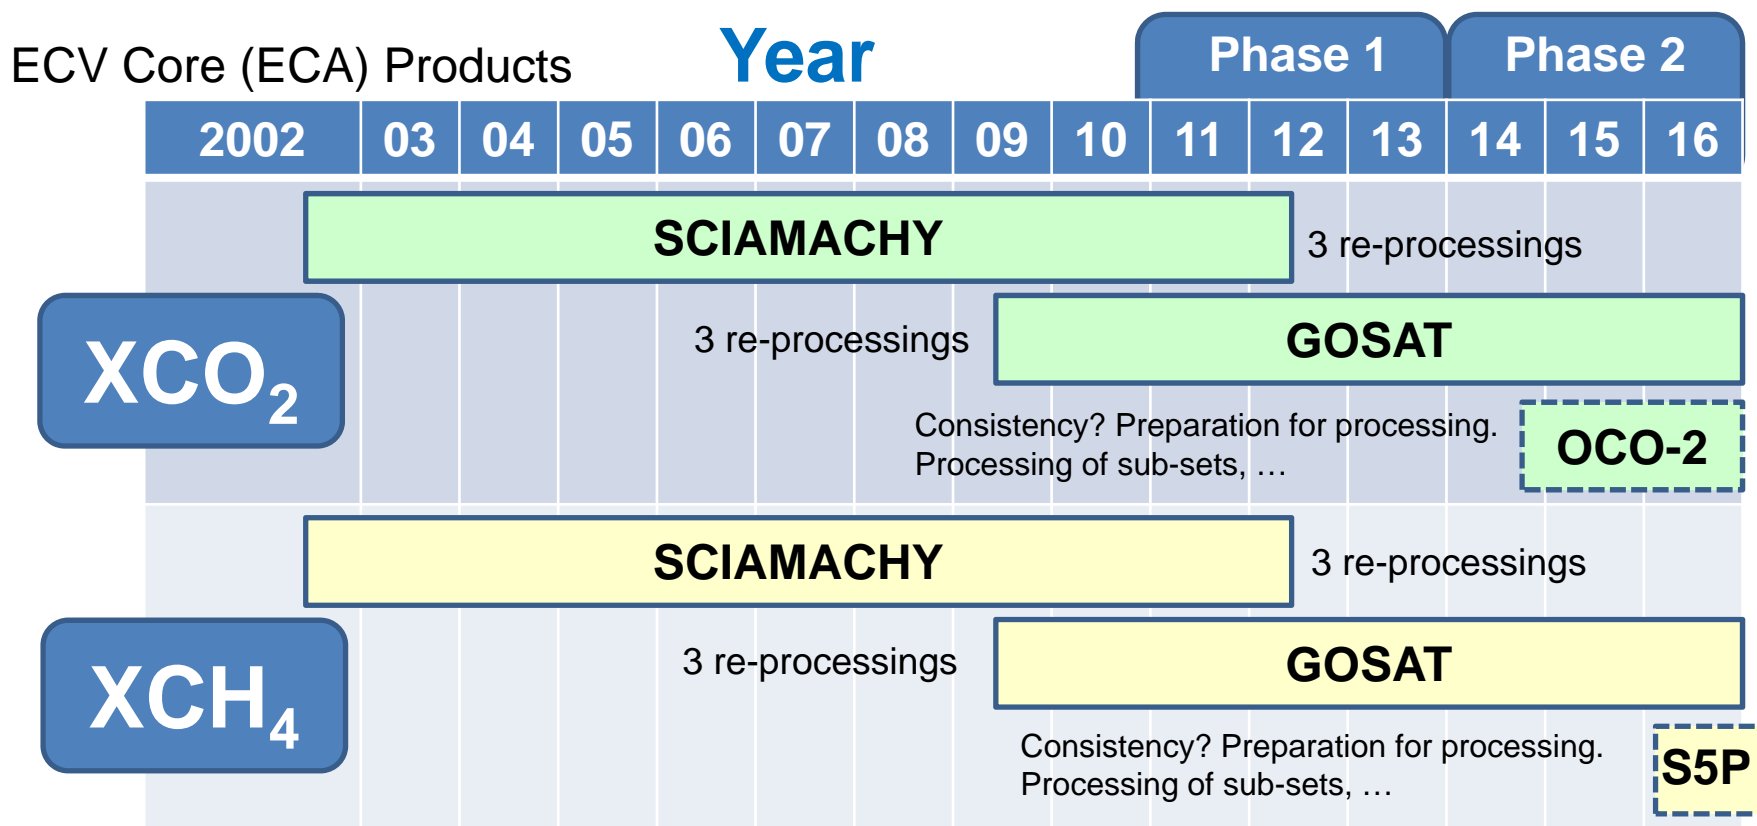 ECV Core (ECA) Products
Year
Phase 1
Phase 2
2002 03 04 05 06 07 08 09 10 11 12 13 14 15 16
SCIAMACHY
3 re-processings
XCO₂
3 re-processings
GOSAT
Consistency? Preparation for processing.
Processing of sub-sets, …
OCO-2
SCIAMACHY
3 re-processings
XCH₄
3 re-processings
GOSAT
Consistency? Preparation for processing.
Processing of sub-sets, …
S5P